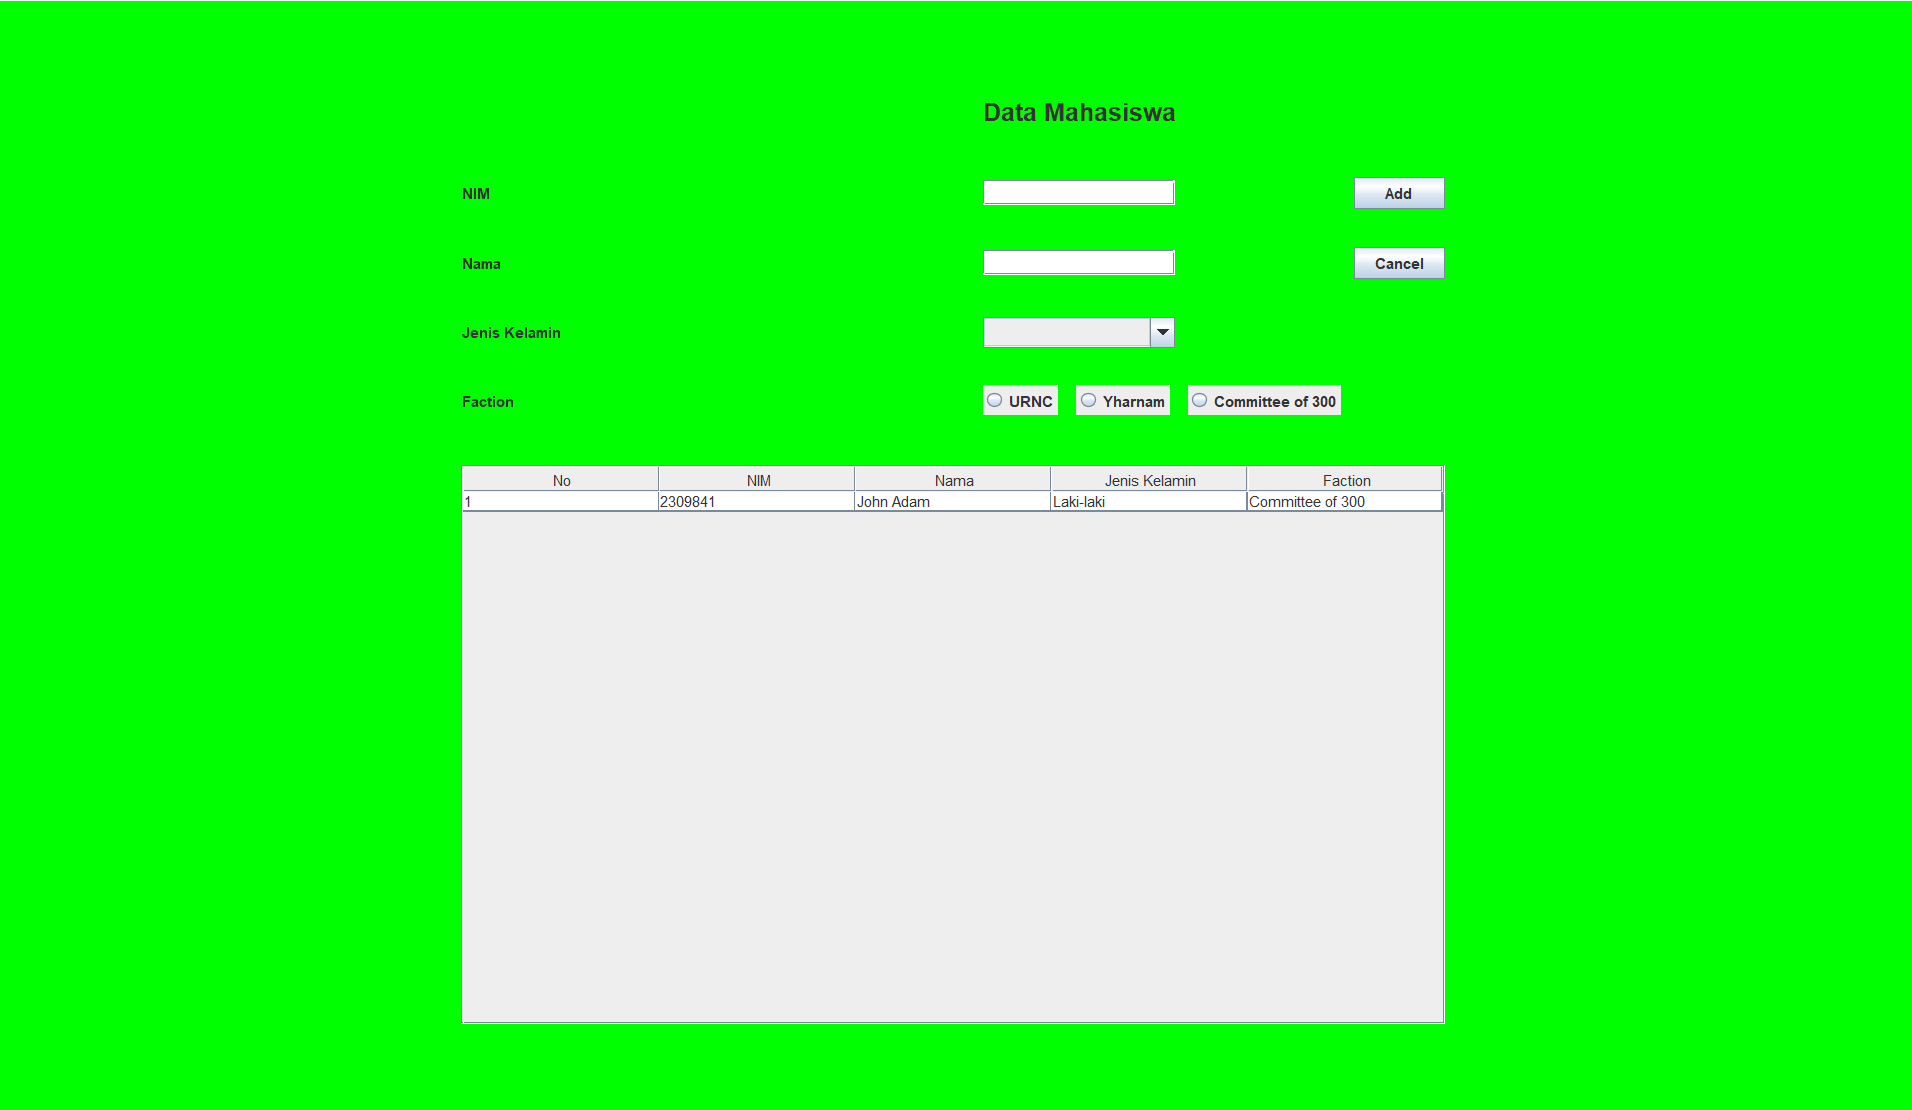 Data Mahasiswa
NIM
Add
Nama
Cancel
Jenis Kelamin
Faction URNC Yharnam Committee of 300
No NIM Nama Jenis Kelamin Faction
1 2309841 John Adam Laki-laki Committee of 300